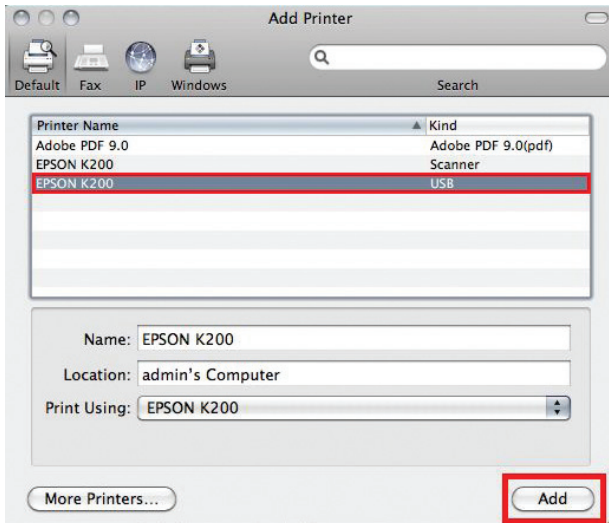 Add Printer
Default Fax IP Windows Search
Printer Name Kind
Adobe PDF 9.0 Adobe PDF 9.0(pdf)
EPSON K200 Scanner
EPSON K200 USB
Name: EPSON K200
Location: admin's Computer
Print Using: EPSON K200
More Printers... Add